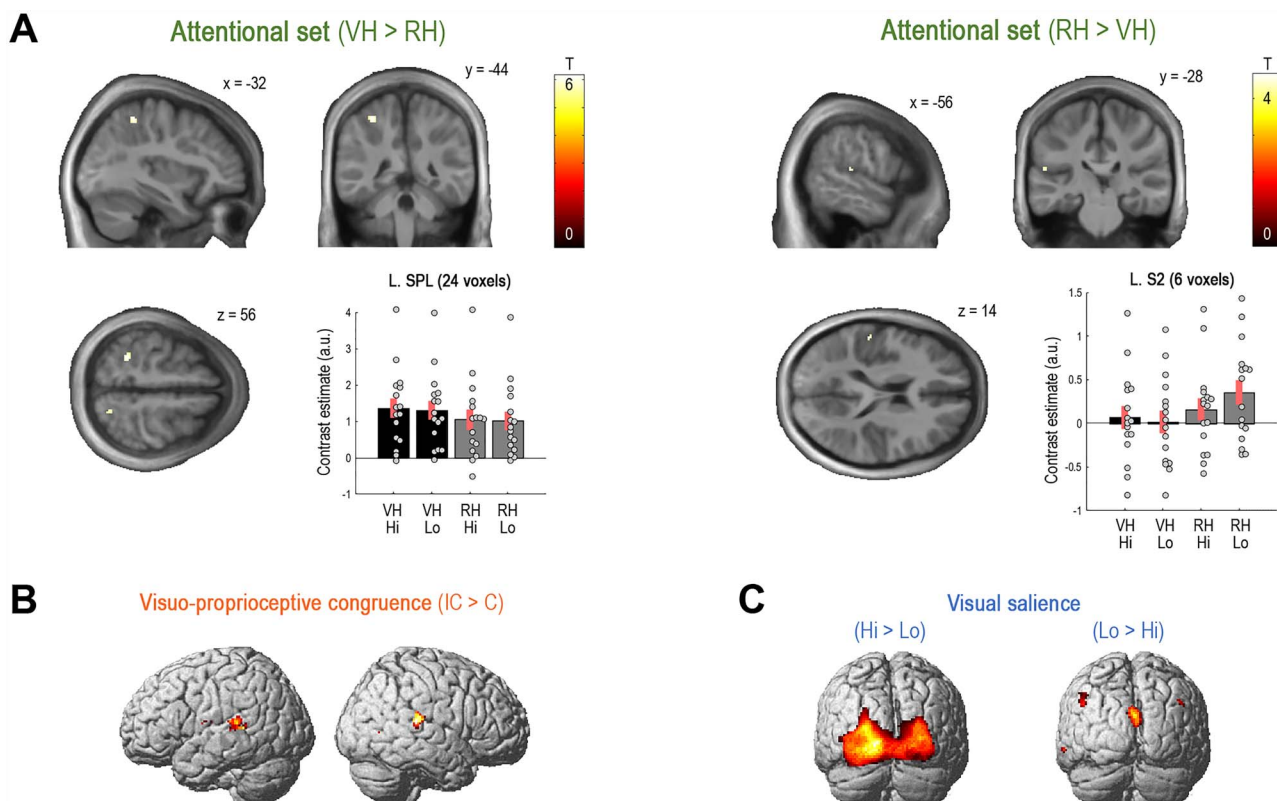 A
Attentional set (VH > RH)
x = -32
y = -44
T
6
0
z = 56
L. SPL (24 voxels)
Contrast estimate (a.u.)
4
3
2
1
0
-1
VH
Hi
VH
Lo
RH
Hi
RH
Lo
Attentional set (RH > VH)
x = -56
y = -28
T
4
0
z = 14
L. S2 (6 voxels)
Contrast estimate (a.u.)
1.5
1
0.5
0
-0.5
-1
VH
Hi
VH
Lo
RH
Hi
RH
Lo
B
Visuo-proprioceptive congruence (IC > C)
C
Visual salience
(Hi > Lo)
(Lo > Hi)